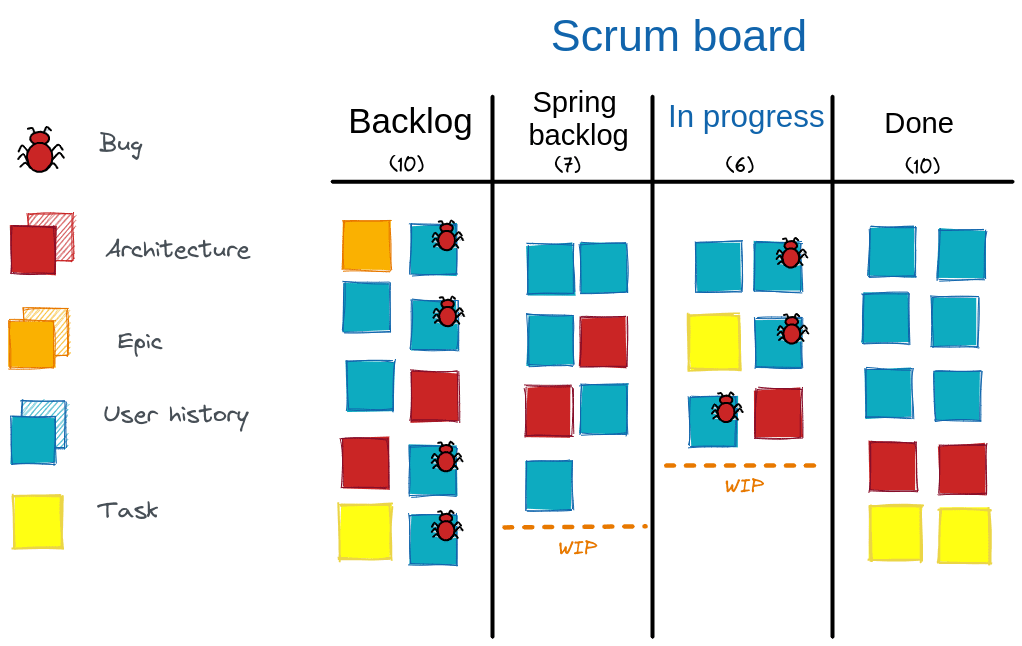 Scrum board
Backlog
(10)
Spring
backlog
(7)
In progress
(6)
Done
(10)
Bug
Architecture
Epic
User history
Task
WIP
WIP